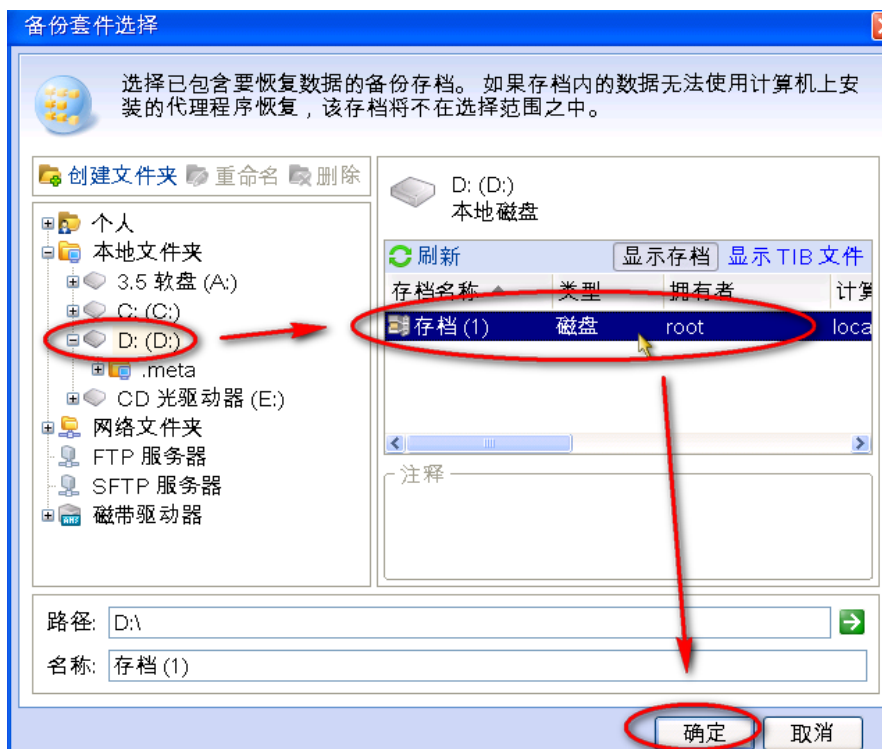 备份套件选择
选择已包含要恢复数据的备份存档。 如果存档内的数据无法使用计算机上安
装的代理程序恢复，该存档将不在选择范围之中。
创建文件夹 重命名 删除
个人
本地文件夹
3.5 软盘 (A:)
C: (C:)
D: (D:)
.meta
CD 光驱动器 (E:)
网络文件夹
FTP 服务器
SFTP 服务器
磁带驱动器
D: (D:)
本地磁盘
刷新 显示存档 显示 TIB 文件
存档名称 类型 拥有者 计算
存档 (1) 磁盘 root loca
注释
路径: D:\
名称: 存档 (1)
确定 取消